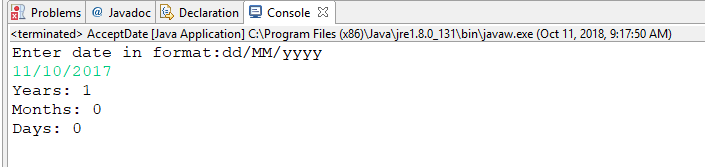 Problems @ Javadoc Declaration Console
<terminated> AcceptDate [Java Application] C:\Program Files (x86)\Java\jre1.8.0_131\bin\javaw.exe (Oct 11, 2018, 9:17:50 AM)
Enter date in format:dd/MM/yyyy
11/10/2017
Years: 1
Months: 0
Days: 0